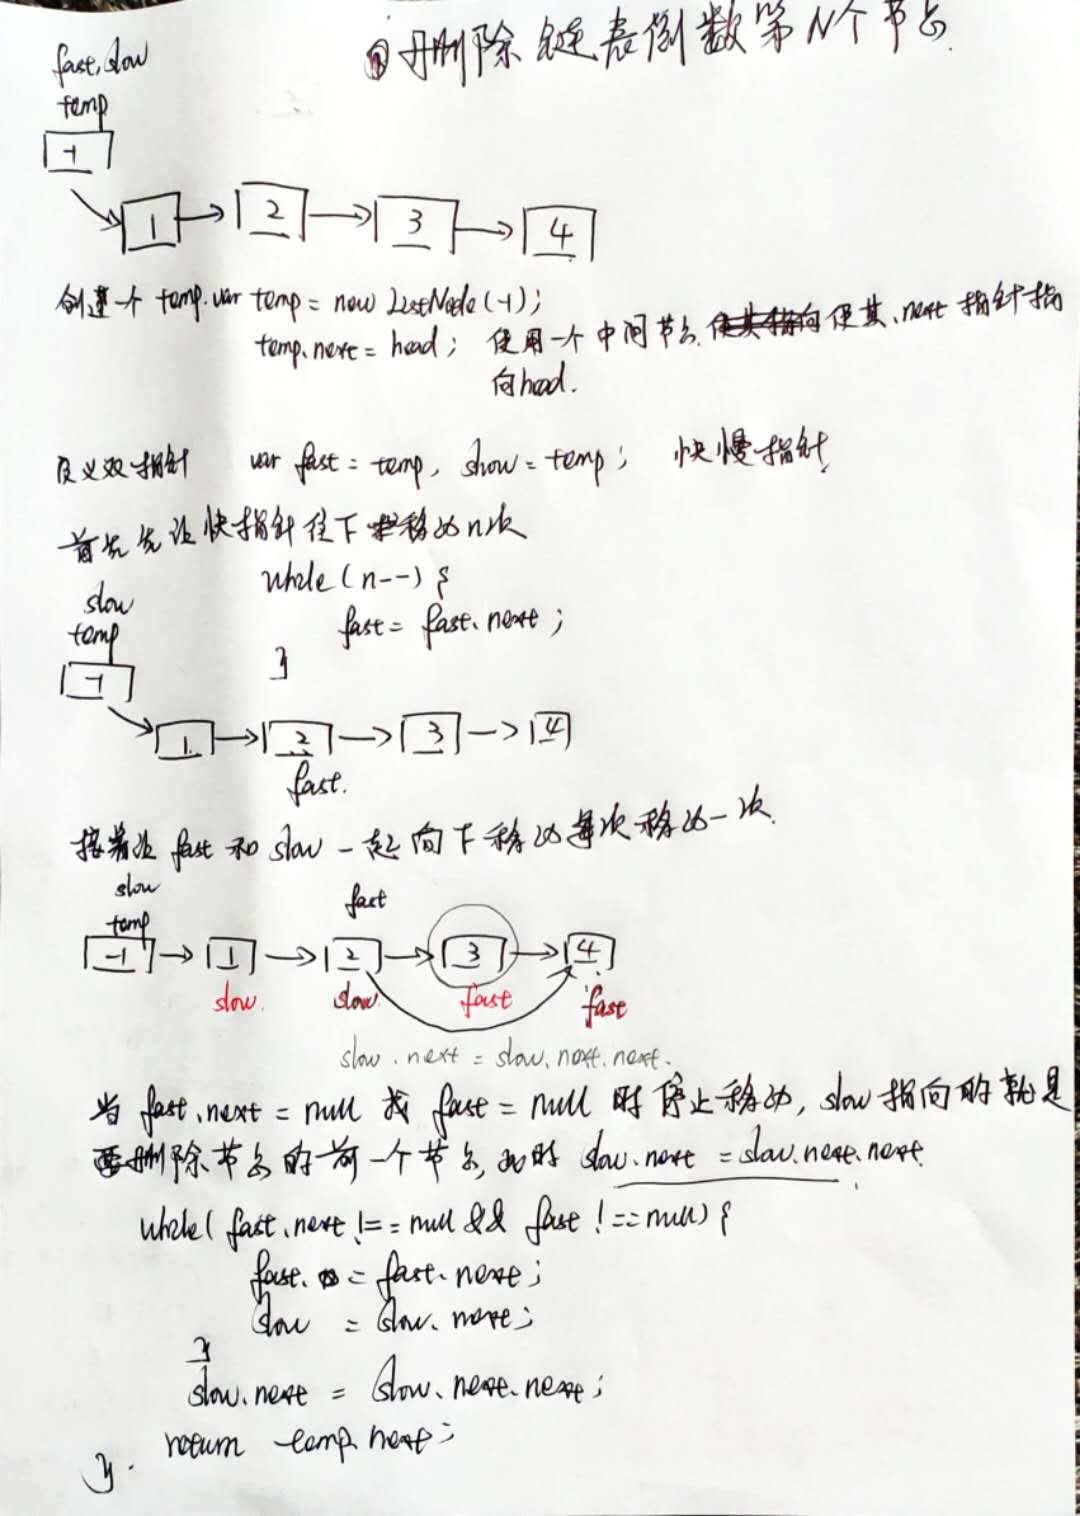 ① 删除链表倒数第N个节点
fast, slow
temp
-1
1 2 3 4
创建一个 temp. var temp = new ListNode(-1);
temp.next = head; 使用一个中间节点 使其.next 指针指
向head.
定义双指针 var fast = temp, show = temp; 快慢指针
首先先让快指针往下移动n次
while(n--) {
fast = fast.next;
}
slow
temp
-1
1 2 3 4
fast.
接着让 fast 和 slow 一起向下移动每次移动一次.
slow
temp
fast
-1 1 2 3 4
slow. slow. fast fast
slow.next = slow.next.next.
当 fast.next = null 或 fast = null 时停止移动, slow 指向的就是
要删除节点的前一个节点, 此时 slow.next = slow.next.next.
while( fast.next !== null && fast !== null) {
fast. = fast.next;
slow = slow.next;
}
slow.next = slow.next.next;
return temp.next;
}.